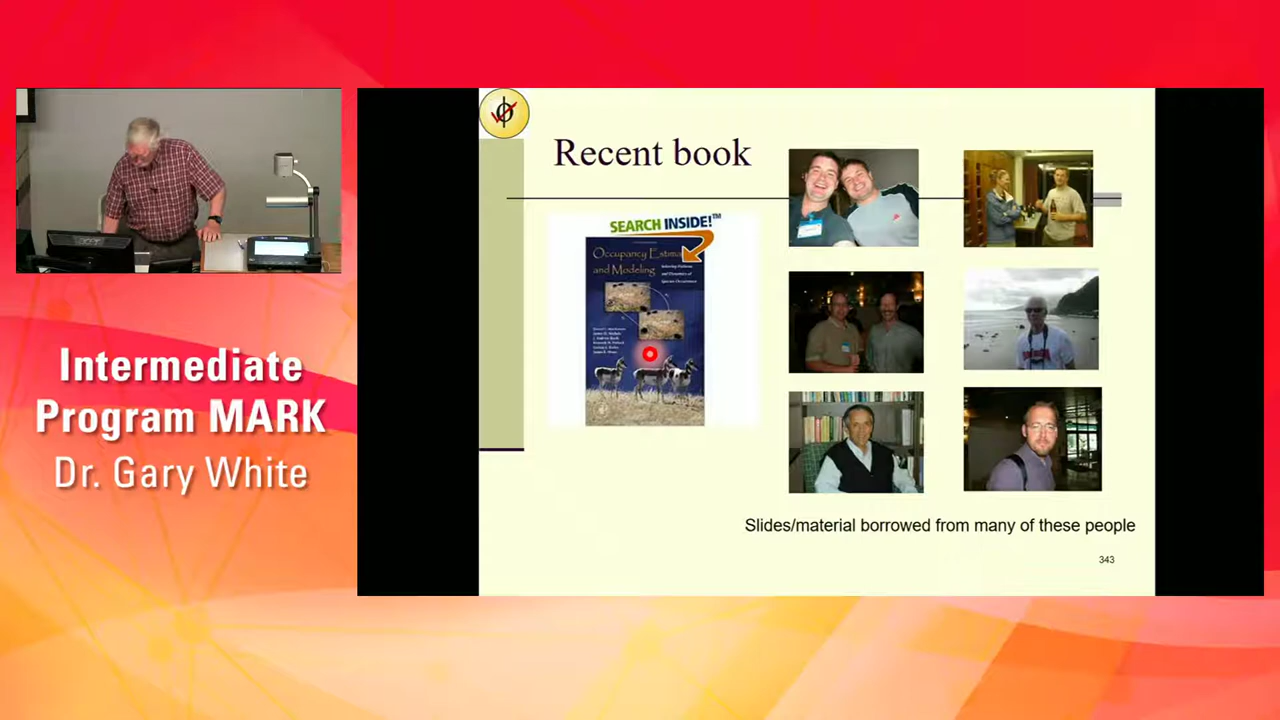 Intermediate
Program MARK
Dr. Gary White
Recent book
SEARCH INSIDE!™
Occupancy Estima
and Modeling
Slides/material borrowed from many of these people
343